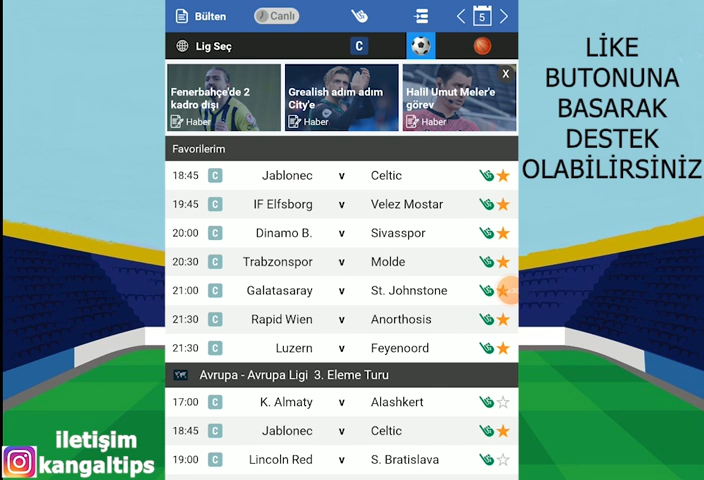 Bülten
Canlı
5
Lig Seç
C
Fenerbahçe'de 2
kadro dışı
Haber
Grealish adım adım
City'e
Haber
Halil Umut Meler'e
görev
Haber
X
Favorilerim
18:45 C Jablonec v Celtic
19:45 C IF Elfsborg v Velez Mostar
20:00 C Dinamo B. v Sivasspor
20:30 C Trabzonspor v Molde
21:00 C Galatasaray v St. Johnstone
21:30 C Rapid Wien v Anorthosis
21:30 C Luzern v Feyenoord
Avrupa - Avrupa Ligi 3. Eleme Turu
17:00 C K. Almaty v Alashkert
18:45 C Jablonec v Celtic
19:00 C Lincoln Red v S. Bratislava
LİKE
BUTONUNA
BASARAK
DESTEK
OLABİLİRSİNİZ
iletişim
kangaltips